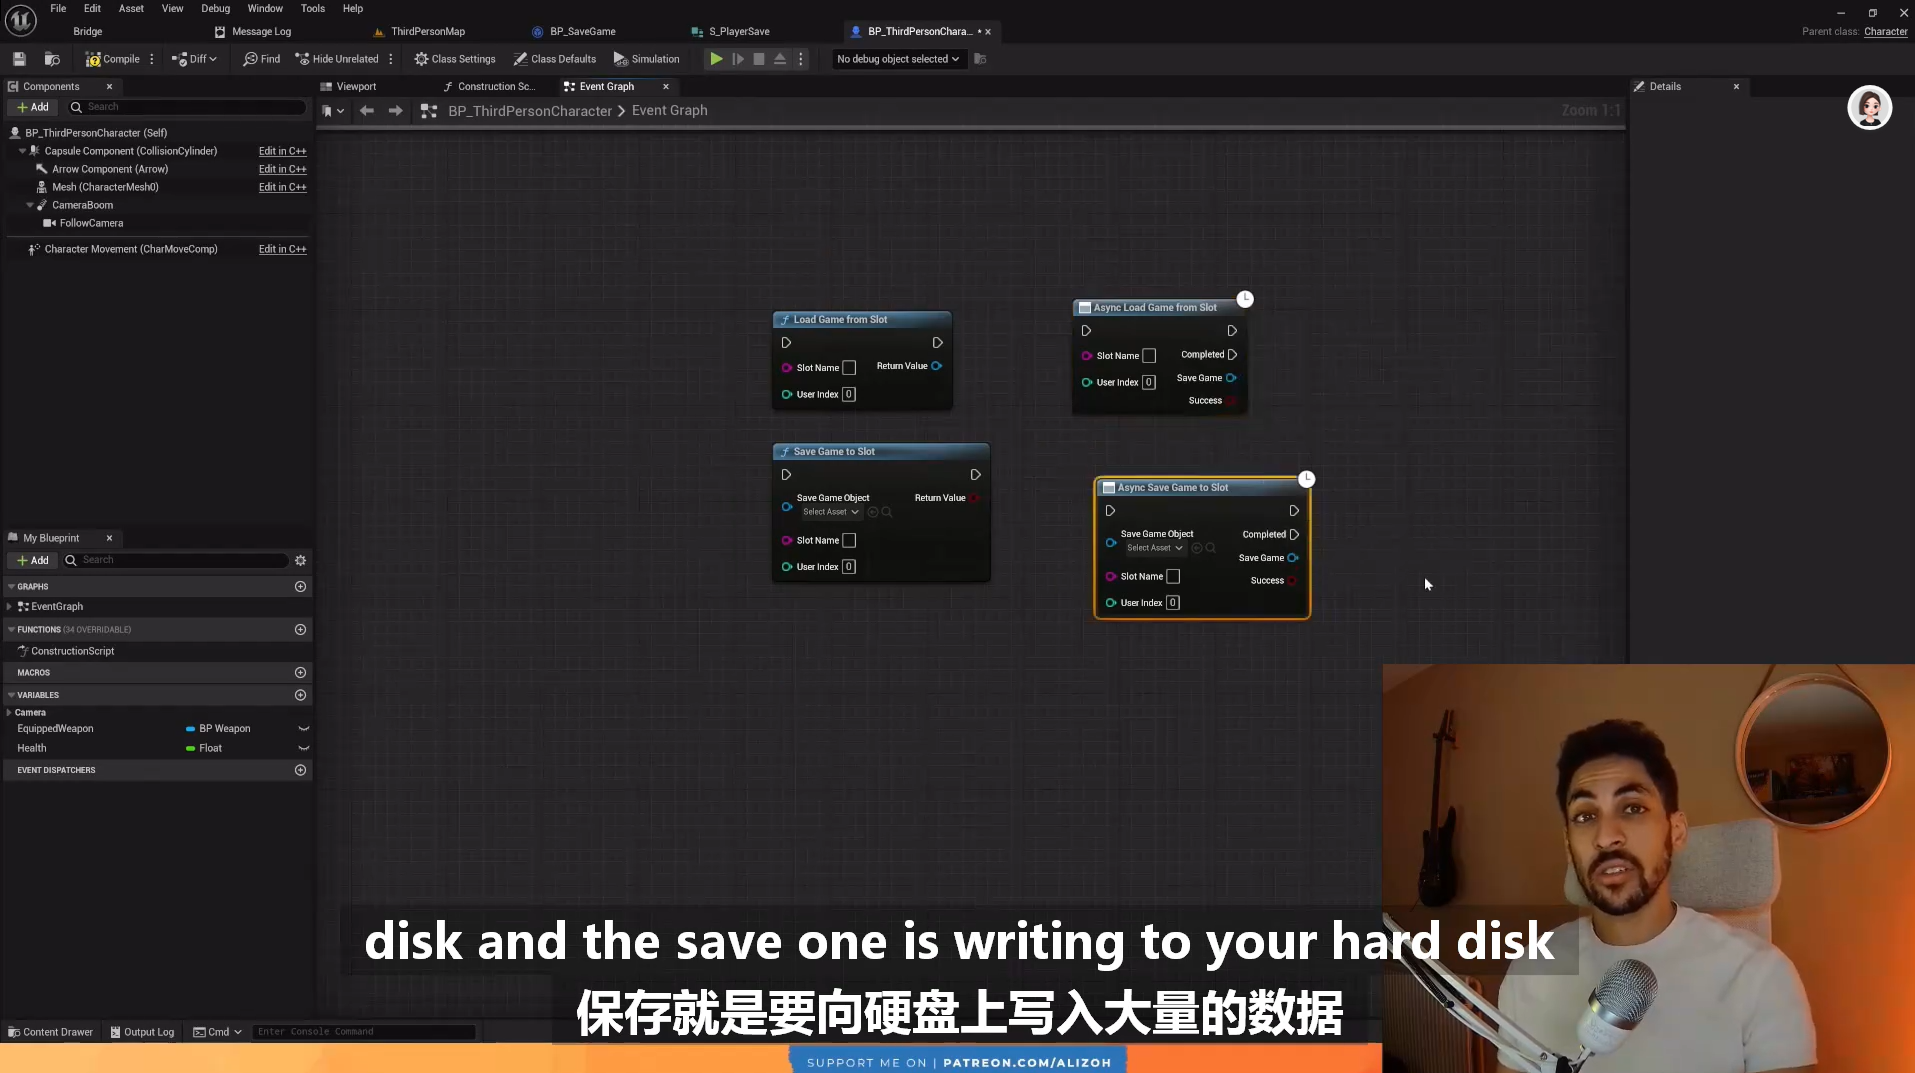 File Edit Asset View Debug Window Tools Help
Bridge Message Log ThirdPersonMap BP_SaveGame S_PlayerSave BP_ThirdPersonChara... Parent class: Character
Compile Diff Find Hide Unrelated Class Settings Class Defaults Simulation No debug object selected
Components Viewport Construction Sc... Event Graph Details
+ Add Search BP_ThirdPersonCharacter > Event Graph Zoom 1:1
BP_ThirdPersonCharacter (Self)
Capsule Component (CollisionCylinder) Edit in C++
Arrow Component (Arrow) Edit in C++
Mesh (CharacterMesh0) Edit in C++
CameraBoom
FollowCamera
Character Movement (CharMoveComp) Edit in C++
Load Game from Slot
Slot Name Return Value
User Index 0
Async Load Game from Slot
Slot Name Completed
User Index 0 Save Game
Success
Save Game to Slot
Save Game Object Return Value
Select Asset
Slot Name
User Index 0
Async Save Game to Slot
Save Game Object Completed
Select Asset Save Game
Slot Name Success
User Index 0
My Blueprint
+ Add Search
GRAPHS
EventGraph
FUNCTIONS (34 OVERRIDABLE)
ConstructionScript
MACROS
VARIABLES
Camera
EquippedWeapon BP Weapon
Health Float
EVENT DISPATCHERS
disk and the save one is writing to your hard disk
保存就是要向硬盘上写入大量的数据
Content Drawer Output Log Cmd Enter Console Command
SUPPORT ME ON | PATREON.COM/ALIZOH